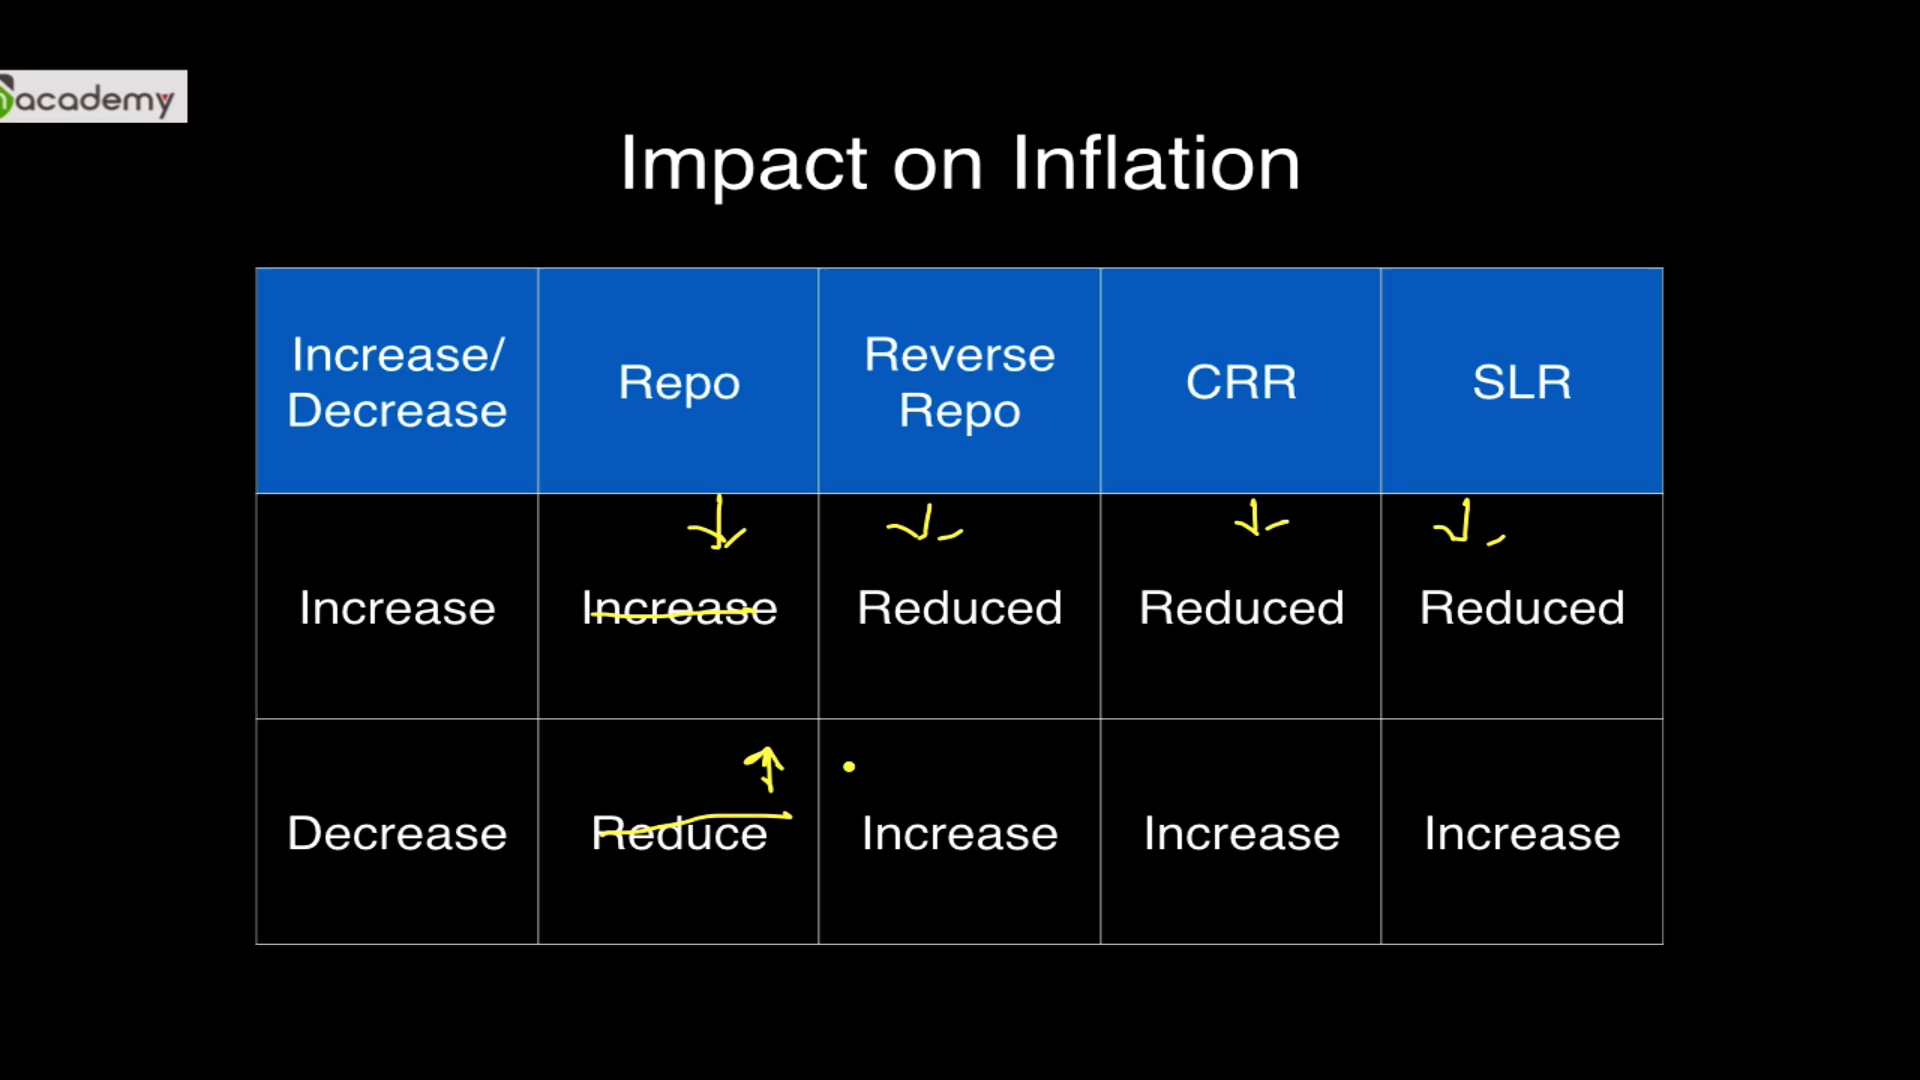 academy
Impact on Inflation
Increase/
Decrease
Repo
Reverse
Repo
CRR
SLR
Increase
Increase
Reduced
Reduced
Reduced
Decrease
Reduce
Increase
Increase
Increase